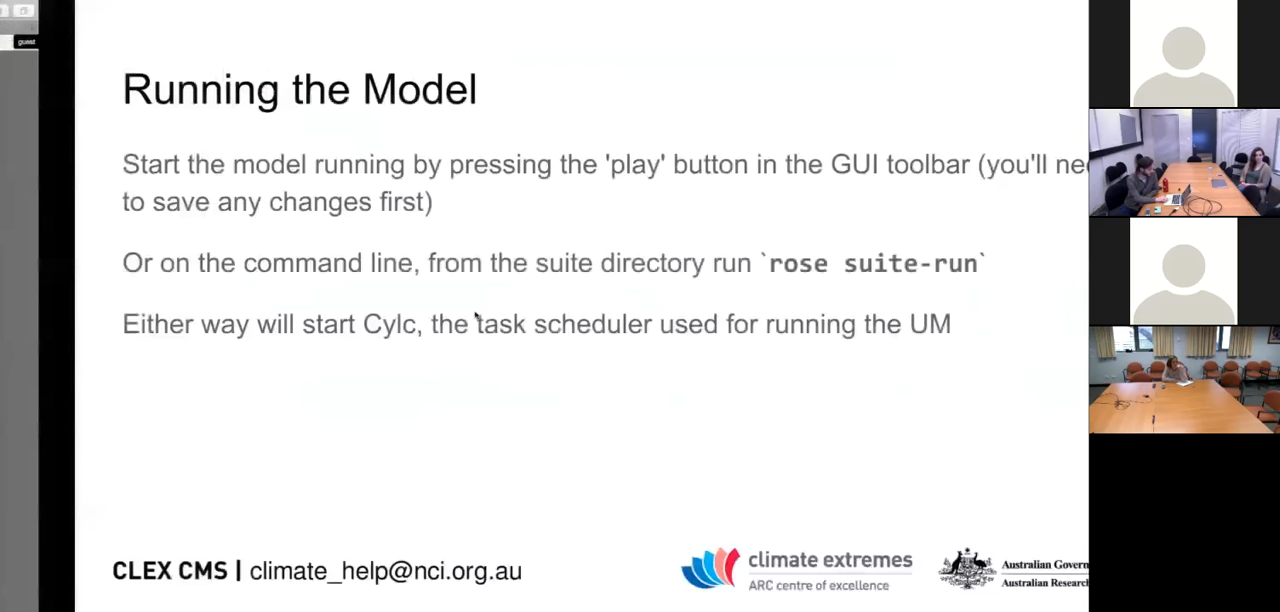 guest
Running the Model
Start the model running by pressing the 'play' button in the GUI toolbar (you'll
to save any changes first)
Or on the command line, from the suite directory run `rose suite-run`
Either way will start Cylc, the task scheduler used for running the UM
CLEX CMS | climate_help@nci.org.au
climate extremes
ARC centre of excellence
Australian
Australian